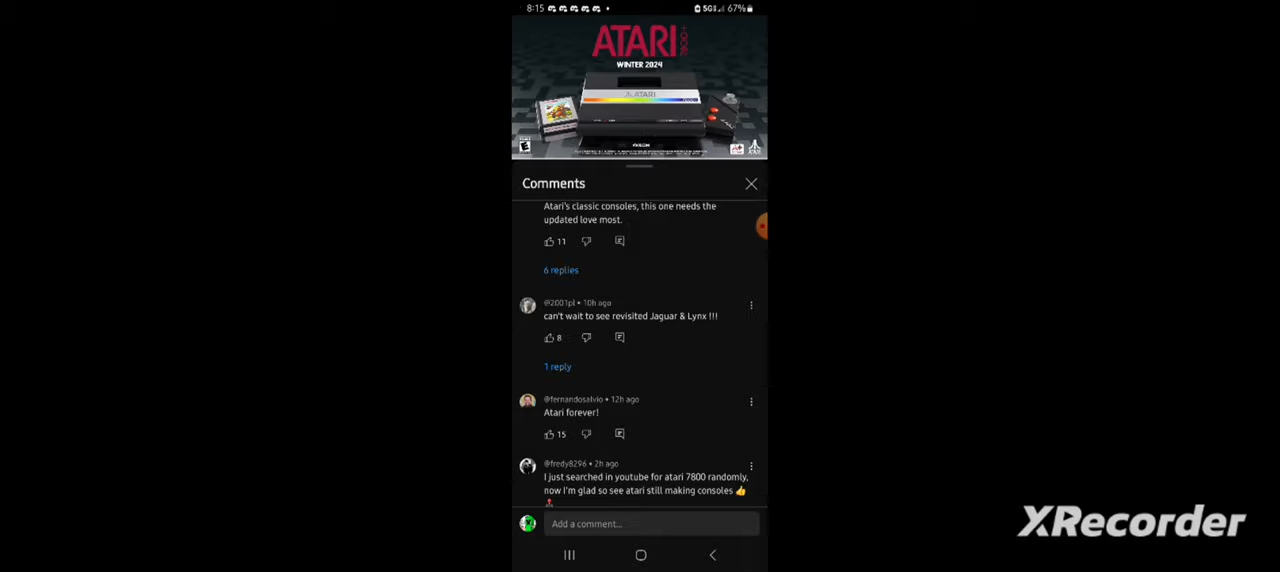 8:15
5G
67%
ATARI
WINTER 2024
ATARI
Comments
Atari's classic consoles, this one needs the
updated love most.
11
6 replies
@2001pl • 10h ago
can't wait to see revisited Jaguar & Lynx !!!
8
1 reply
@fernandosalvio • 12h ago
Atari forever!
15
@fredy8296 • 2h ago
I just searched in youtube for atari 7800 randomly,
now I'm glad so see atari still making consoles 👍
🕹️
Add a comment...
XRecorder